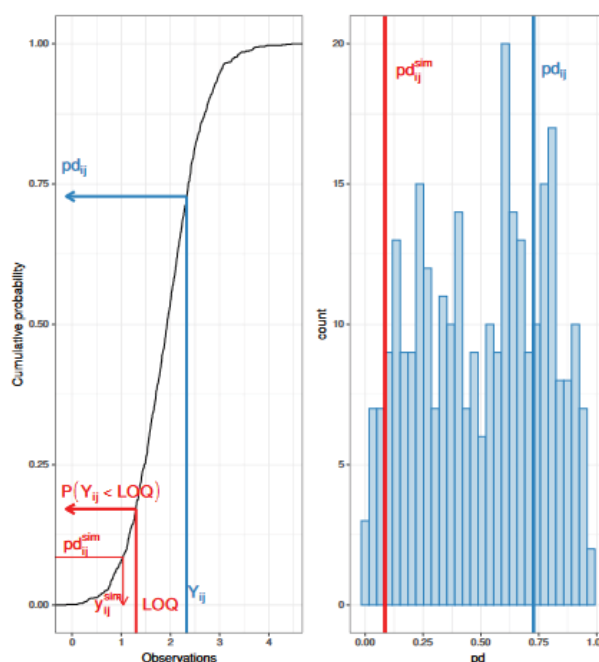 1.00
0.75
0.50
0.25
0.00
Cumulative probability
pd_ij
P(Y_ij < LOQ)
pd_ij^sim
y_ij^sim
LOQ
Y_ij
0
1
2
3
4
Observations
20
15
10
5
0
count
pd_ij^sim
pd_ij
0.00
0.25
0.50
0.75
1.0
pd